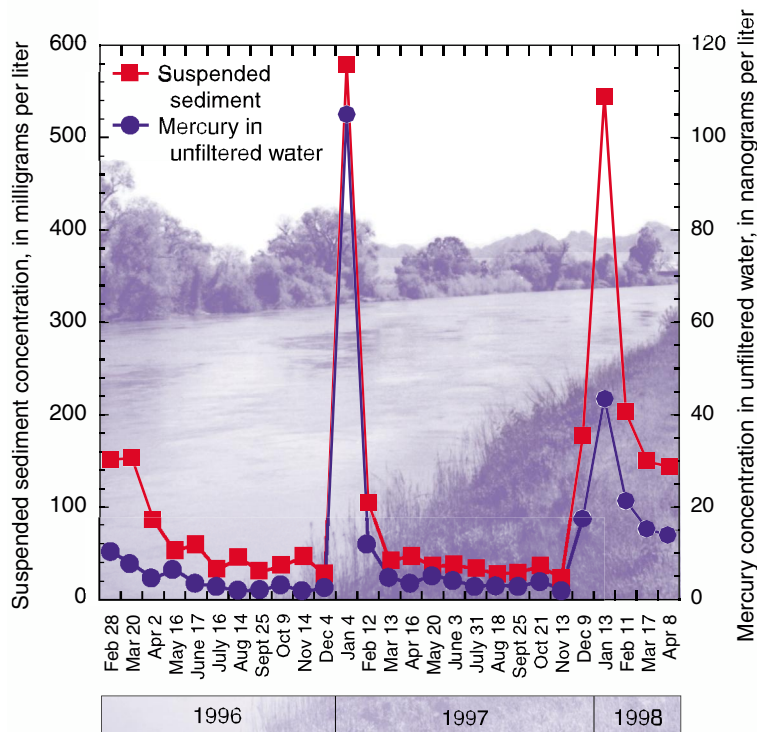 Suspended sediment concentration, in milligrams per liter
600
500
400
300
200
100
0
Suspended
sediment
Mercury in
unfiltered water
120
100
80
60
40
20
0
Mercury concentration in unfiltered water, in nanograms per liter
Feb 28
Mar 20
Apr 2
May 16
June 17
July 16
Aug 14
Sept 25
Oct 9
Nov 14
Dec 4
Jan 4
Feb 12
Mar 13
Apr 16
May 20
June 3
July 31
Aug 18
Sept 25
Oct 21
Nov 13
Dec 9
Jan 13
Feb 11
Mar 17
Apr 8
1996
1997
1998